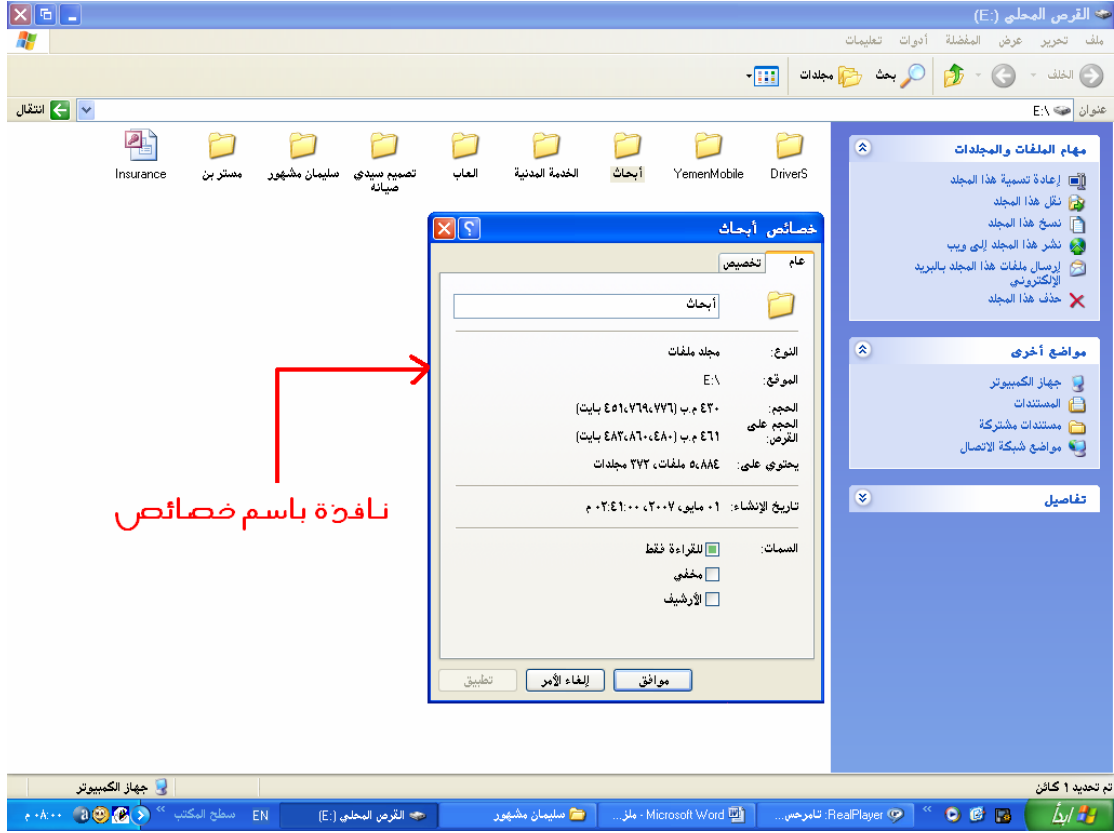 القرص المحلي (E:)
ملف تحرير عرض المفضلة أدوات تعليمات
الخلف بحث مجلدات
عنوان E:\ انتقال
مهام الملفات والمجلدات
إعادة تسمية هذا المجلد
نقل هذا المجلد
نسخ هذا المجلد
نشر هذا المجلد إلى ويب
إرسال ملفات هذا المجلد بالبريد
الإلكتروني
حذف هذا المجلد
مواضع أخرى
جهاز الكمبيوتر
المستندات
مستندات مشتركة
مواضع شبكة الاتصال
تفاصيل
DriverS YemenMobile أبحاث الخدمة المدنية العاب تصميم سيدي سليمان مشهور مستر بن Insurance
صيانه
خصائص أبحاث
عام تخصيص
أبحاث
النوع: مجلد ملفات
الموقع: E:\
الحجم: ٤٣٠ م.ب (٤٥١،٧٦٩،٧٧٦ بايت)
الحجم على
القرص: ٤٦١ م.ب (٤٨٣،٨٦٠،٤٨٠ بايت)
يحتوي على: ٥،٨٨٤ ملفات، ٣٧٢ مجلدات
تاريخ الإنشاء: ٠١ مايو، ٢٠٠٧، ٠٢:٤١:٠٠ م
السمات: للقراءة فقط
مخفي
الأرشيف
موافق إلغاء الأمر تطبيق
نافذة باسم خصائص
تم تحديد ١ كائن جهاز الكمبيوتر
ابدأ RealPlayer: تامرحس... Microsoft Word - ملز... سليمان مشهور القرص المحلي (E:) EN سطح المكتب ٠٨:٠٠ م